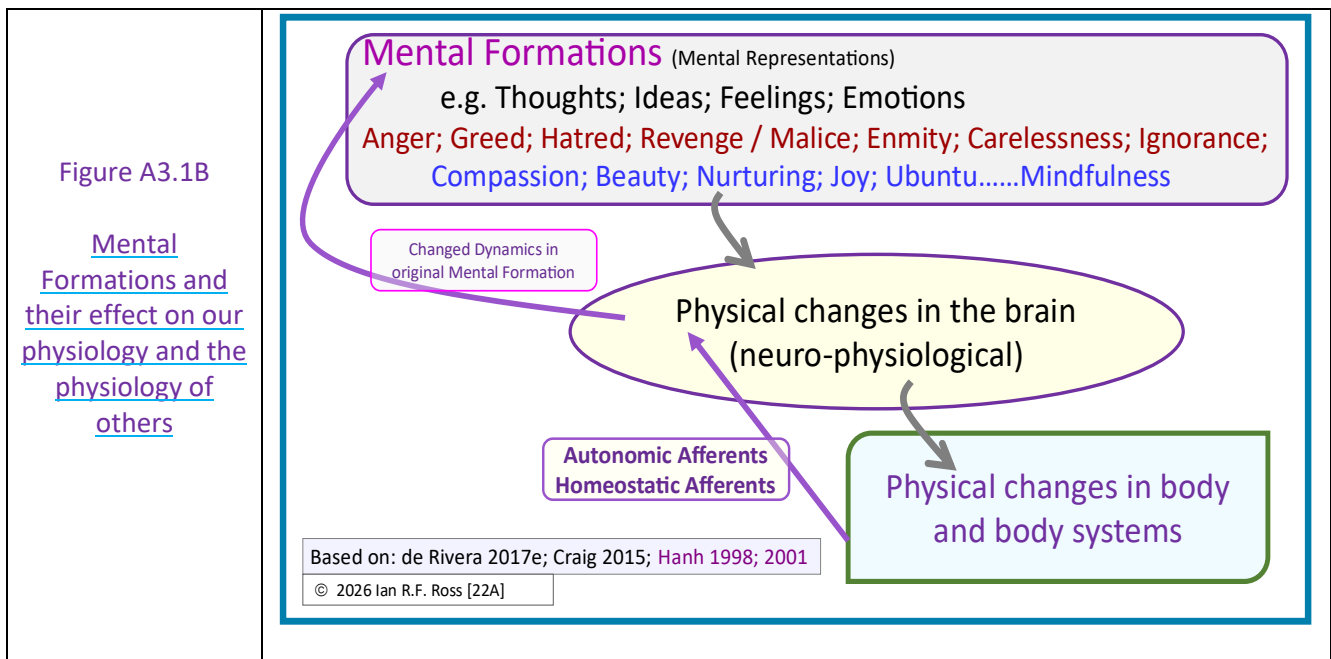 Figure A3.1B
Mental
Formations and
their effect on our
physiology and the
physiology of
others
Mental Formations (Mental Representations)
e.g. Thoughts; Ideas; Feelings; Emotions
Anger; Greed; Hatred; Revenge / Malice; Enmity; Carelessness; Ignorance;
Compassion; Beauty; Nurturing; Joy; Ubuntu......Mindfulness
Changed Dynamics in
original Mental Formation
Physical changes in the brain
(neuro-physiological)
Autonomic Afferents
Homeostatic Afferents
Physical changes in body
and body systems
Based on: de Rivera 2017e; Craig 2015; Hanh 1998; 2001
© 2026 Ian R.F. Ross [22A]